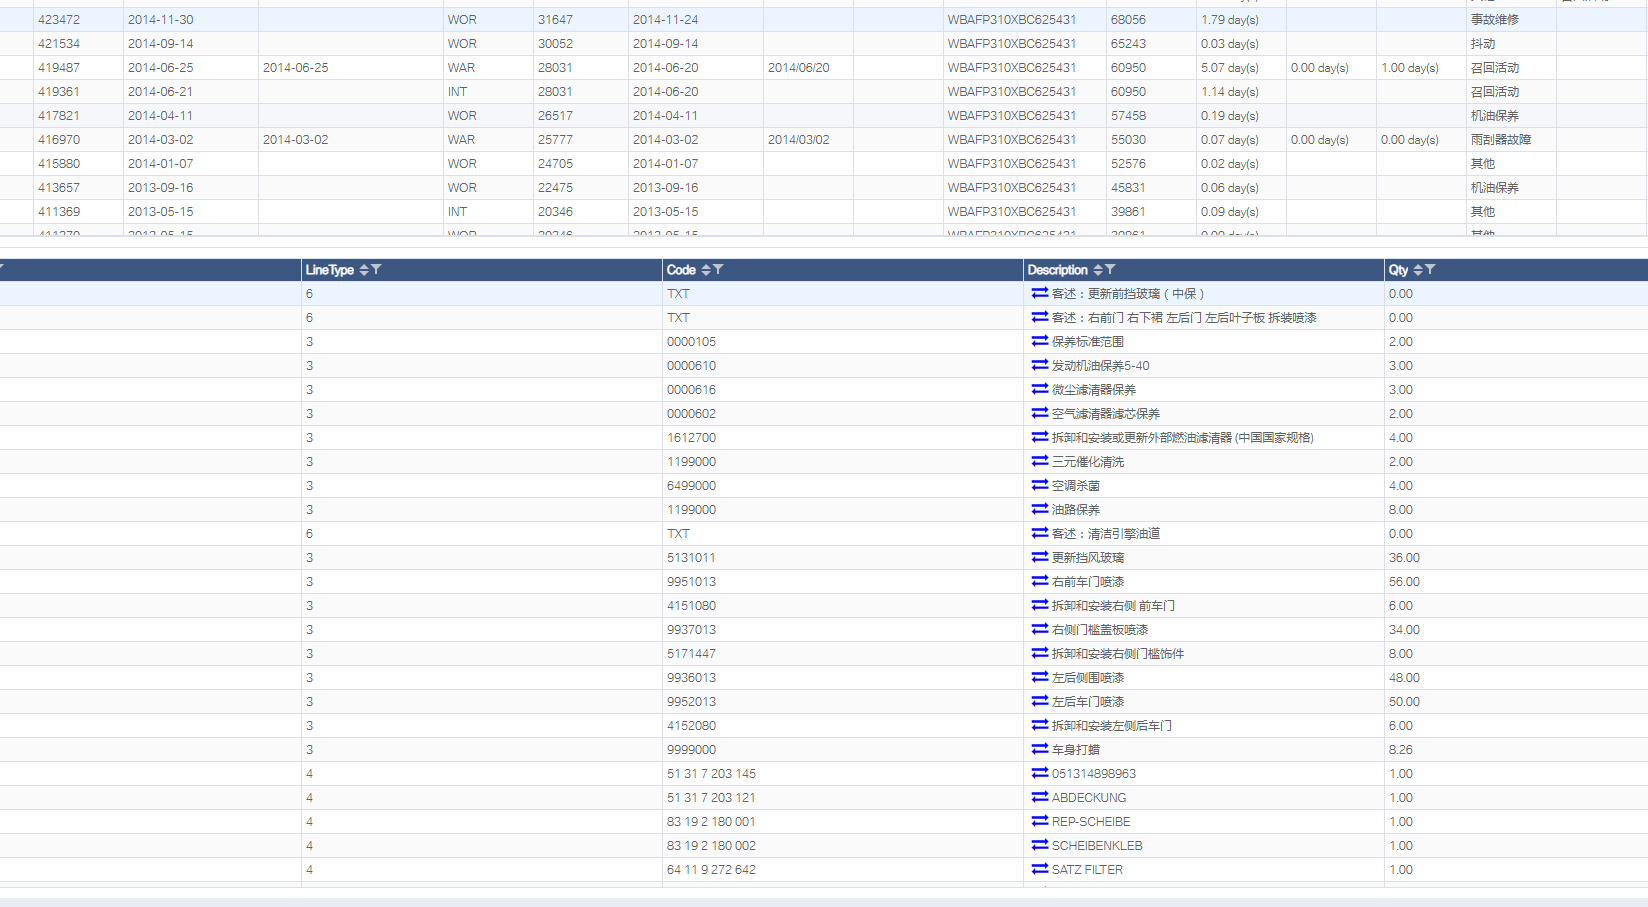 423472 2014-11-30 WOR 31647 2014-11-24 WBAFP310XBC625431 68056 1.79 day(s) 事故维修
421534 2014-09-14 WOR 30052 2014-09-14 WBAFP310XBC625431 65243 0.03 day(s) 抖动
419487 2014-06-25 2014-06-25 WAR 28031 2014-06-20 2014/06/20 WBAFP310XBC625431 60950 5.07 day(s) 0.00 day(s) 1.00 day(s) 召回活动
419361 2014-06-21 INT 28031 2014-06-20 WBAFP310XBC625431 60950 1.14 day(s) 召回活动
417821 2014-04-11 WOR 26517 2014-04-11 WBAFP310XBC625431 57458 0.19 day(s) 机油保养
416970 2014-03-02 2014-03-02 WAR 25777 2014-03-02 2014/03/02 WBAFP310XBC625431 55030 0.07 day(s) 0.00 day(s) 0.00 day(s) 雨刮器故障
415880 2014-01-07 WOR 24705 2014-01-07 WBAFP310XBC625431 52576 0.02 day(s) 其他
413657 2013-09-16 WOR 22475 2013-09-16 WBAFP310XBC625431 45831 0.06 day(s) 机油保养
411369 2013-05-15 INT 20346 2013-05-15 WBAFP310XBC625431 39861 0.09 day(s) 其他
LineType Code Description Qty
6 TXT 客述：更新前挡玻璃（中保） 0.00
6 TXT 客述：右前门 右下裙 左后门 左后叶子板 拆装喷漆 0.00
3 0000105 保养标准范围 2.00
3 0000610 发动机油保养5-40 3.00
3 0000616 微尘滤清器保养 3.00
3 0000602 空气滤清器滤芯保养 2.00
3 1612700 拆卸和安装或更新外部燃油滤清器 (中国国家规格) 4.00
3 1199000 三元催化清洗 2.00
3 6499000 空调杀菌 4.00
3 1199000 油路保养 8.00
6 TXT 客述：清洁引擎油道 0.00
3 5131011 更新挡风玻璃 36.00
3 9951013 右前车门喷漆 56.00
3 4151080 拆卸和安装右侧 前车门 6.00
3 9937013 右侧门槛盖板喷漆 34.00
3 5171447 拆卸和安装右侧门槛饰件 8.00
3 9936013 左后侧围喷漆 48.00
3 9952013 左后车门喷漆 50.00
3 4152080 拆卸和安装左侧后车门 6.00
3 9999000 车身打蜡 8.26
4 51 31 7 203 145 051314898963 1.00
4 51 31 7 203 121 ABDECKUNG 1.00
4 83 19 2 180 001 REP-SCHEIBE 1.00
4 83 19 2 180 002 SCHEIBENKLEB 1.00
4 64 11 9 272 642 SATZ FILTER 1.00